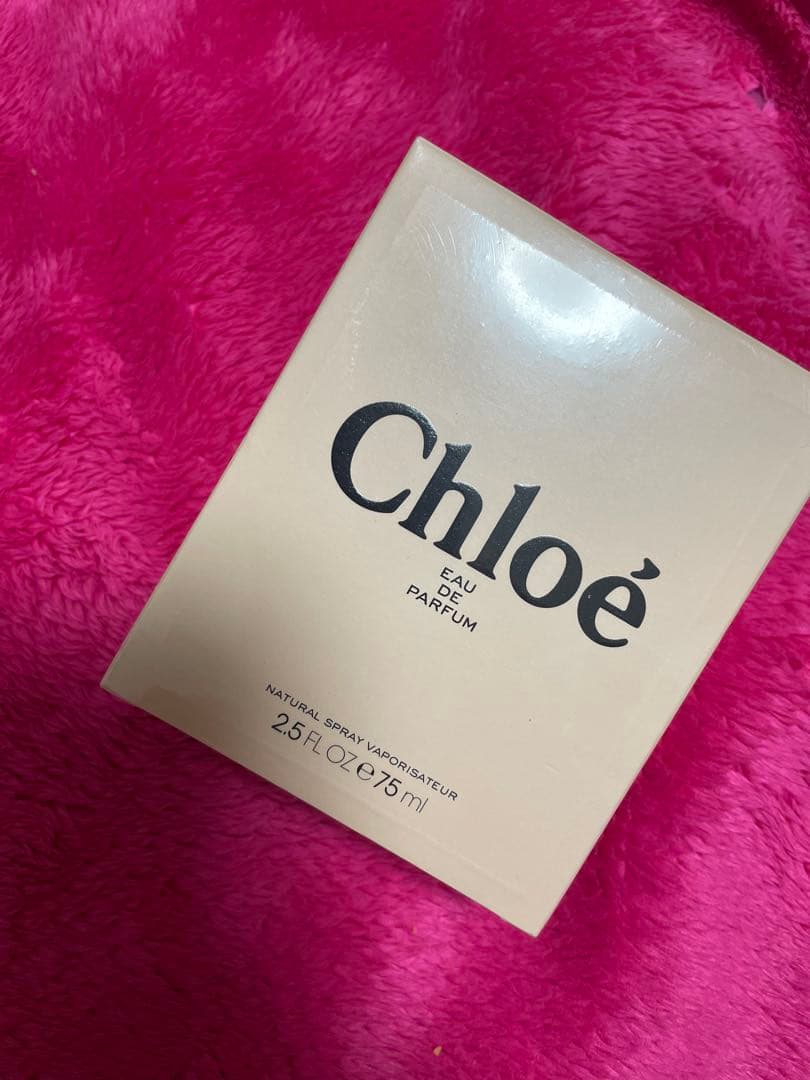 Chloé
EAU
DE
PARFUM
NATURAL SPRAY VAPORISATEUR
2.5 FL OZ e 75 ml